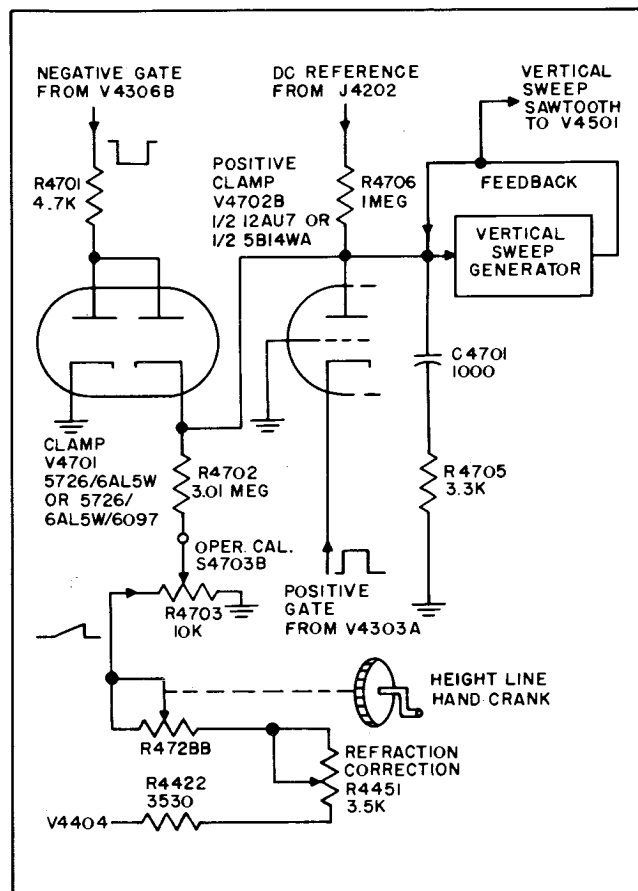 NEGATIVE GATE
FROM V4306B
DC REFERENCE
FROM J4202
VERTICAL
SWEEP
SAWTOOTH
TO V4501
R4701
4.7K
POSITIVE
CLAMP
V4702B
1/2 12AU7 OR
1/2 5814WA
R4706
1MEG
FEEDBACK
VERTICAL
SWEEP
GENERATOR
C4701
1000
CLAMP
V4701
5726/6AL5W
OR 5726/
6AL5W/6097
R4702
3.01 MEG
R4705
3.3K
OPER. CAL.
S4703B
R4703
10K
POSITIVE
GATE
FROM V4303A
HEIGHT LINE
HAND CRANK
R472BB
REFRACTION
CORRECTION
R4451
3.5K
R4422
3530
V4404